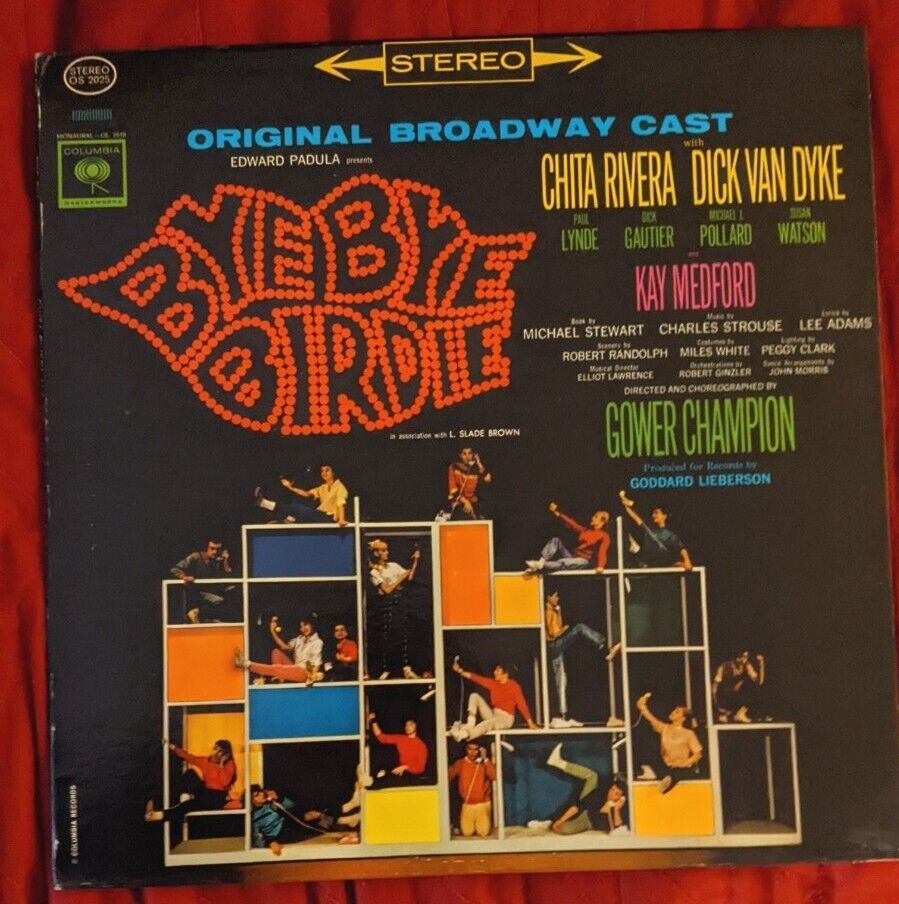 STEREO
OS 2025
STEREO
MONAURAL—OL
COLUMBIA
MASTERWORKS
ORIGINAL BROADWAY CAST
EDWARD PADULA presents
BYE BYE
BIRDIE
with
CHITA RIVERA DICK VAN DYKE
PAUL LYNDE DICK GAUTIER MICHAEL J. POLLARD SUSAN WATSON
and
KAY MEDFORD
Book by MICHAEL STEWART Music by CHARLES STROUSE Lyrics by LEE ADAMS
Scenery by ROBERT RANDOLPH Costumes by MILES WHITE Lighting by PEGGY CLARK
Musical Director ELLIOT LAWRENCE Orchestrations by ROBERT GINZLER Dance Arrangements by JOHN MORRIS
DIRECTED AND CHOREOGRAPHED BY
GOWER CHAMPION
in association with L. SLADE BROWN
Produced for Records by
GODDARD LIEBERSON
© COLUMBIA RECORDS